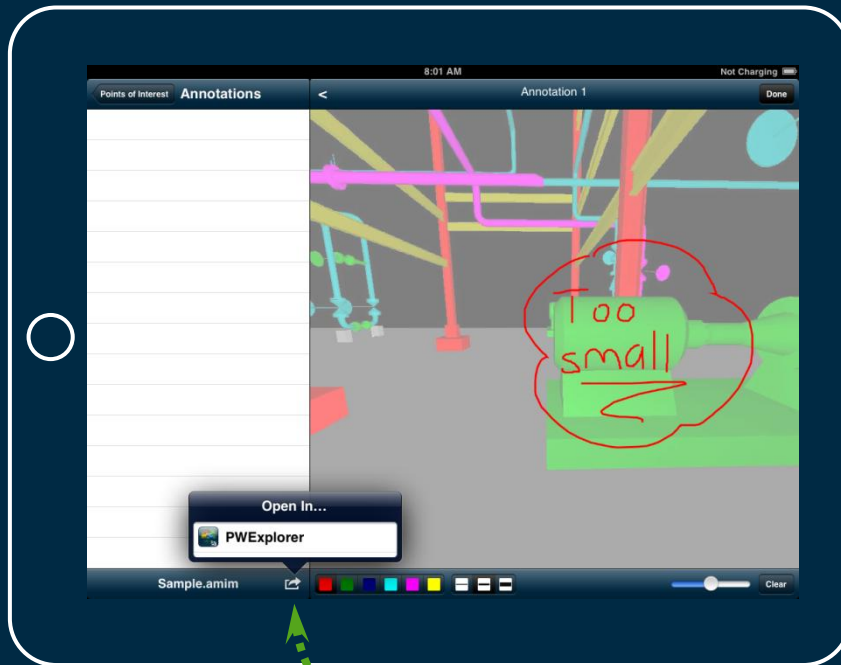 8:01 AM
Not Charging
Points of Interest
Annotations
<
Annotation 1
Done
Too
small
Open In...
PWExplorer
Sample.amim
Clear